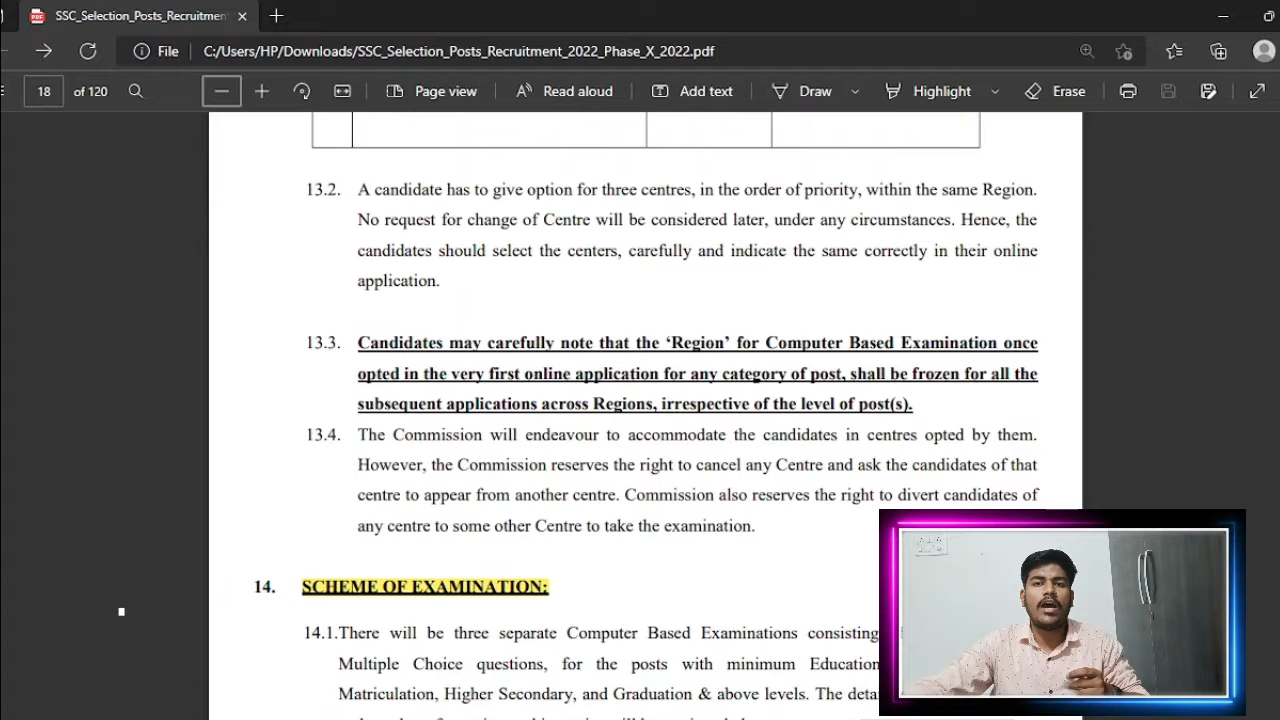 SSC_Selection_Posts_Recruitment
File C:/Users/HP/Downloads/SSC_Selection_Posts_Recruitment_2022_Phase_X_2022.pdf
18 of 120 Page view Read aloud Add text Draw Highlight Erase
13.2. A candidate has to give option for three centres, in the order of priority, within the same Region.
No request for change of Centre will be considered later, under any circumstances. Hence, the
candidates should select the centers, carefully and indicate the same correctly in their online
application.
13.3. Candidates may carefully note that the ‘Region’ for Computer Based Examination once
opted in the very first online application for any category of post, shall be frozen for all the
subsequent applications across Regions, irrespective of the level of post(s).
13.4. The Commission will endeavour to accommodate the candidates in centres opted by them.
However, the Commission reserves the right to cancel any Centre and ask the candidates of that
centre to appear from another centre. Commission also reserves the right to divert candidates of
any centre to some other Centre to take the examination.
14. SCHEME OF EXAMINATION:
14.1.There will be three separate Computer Based Examinations consisting
Multiple Choice questions, for the posts with minimum Education
Matriculation, Higher Secondary, and Graduation & above levels. The deta